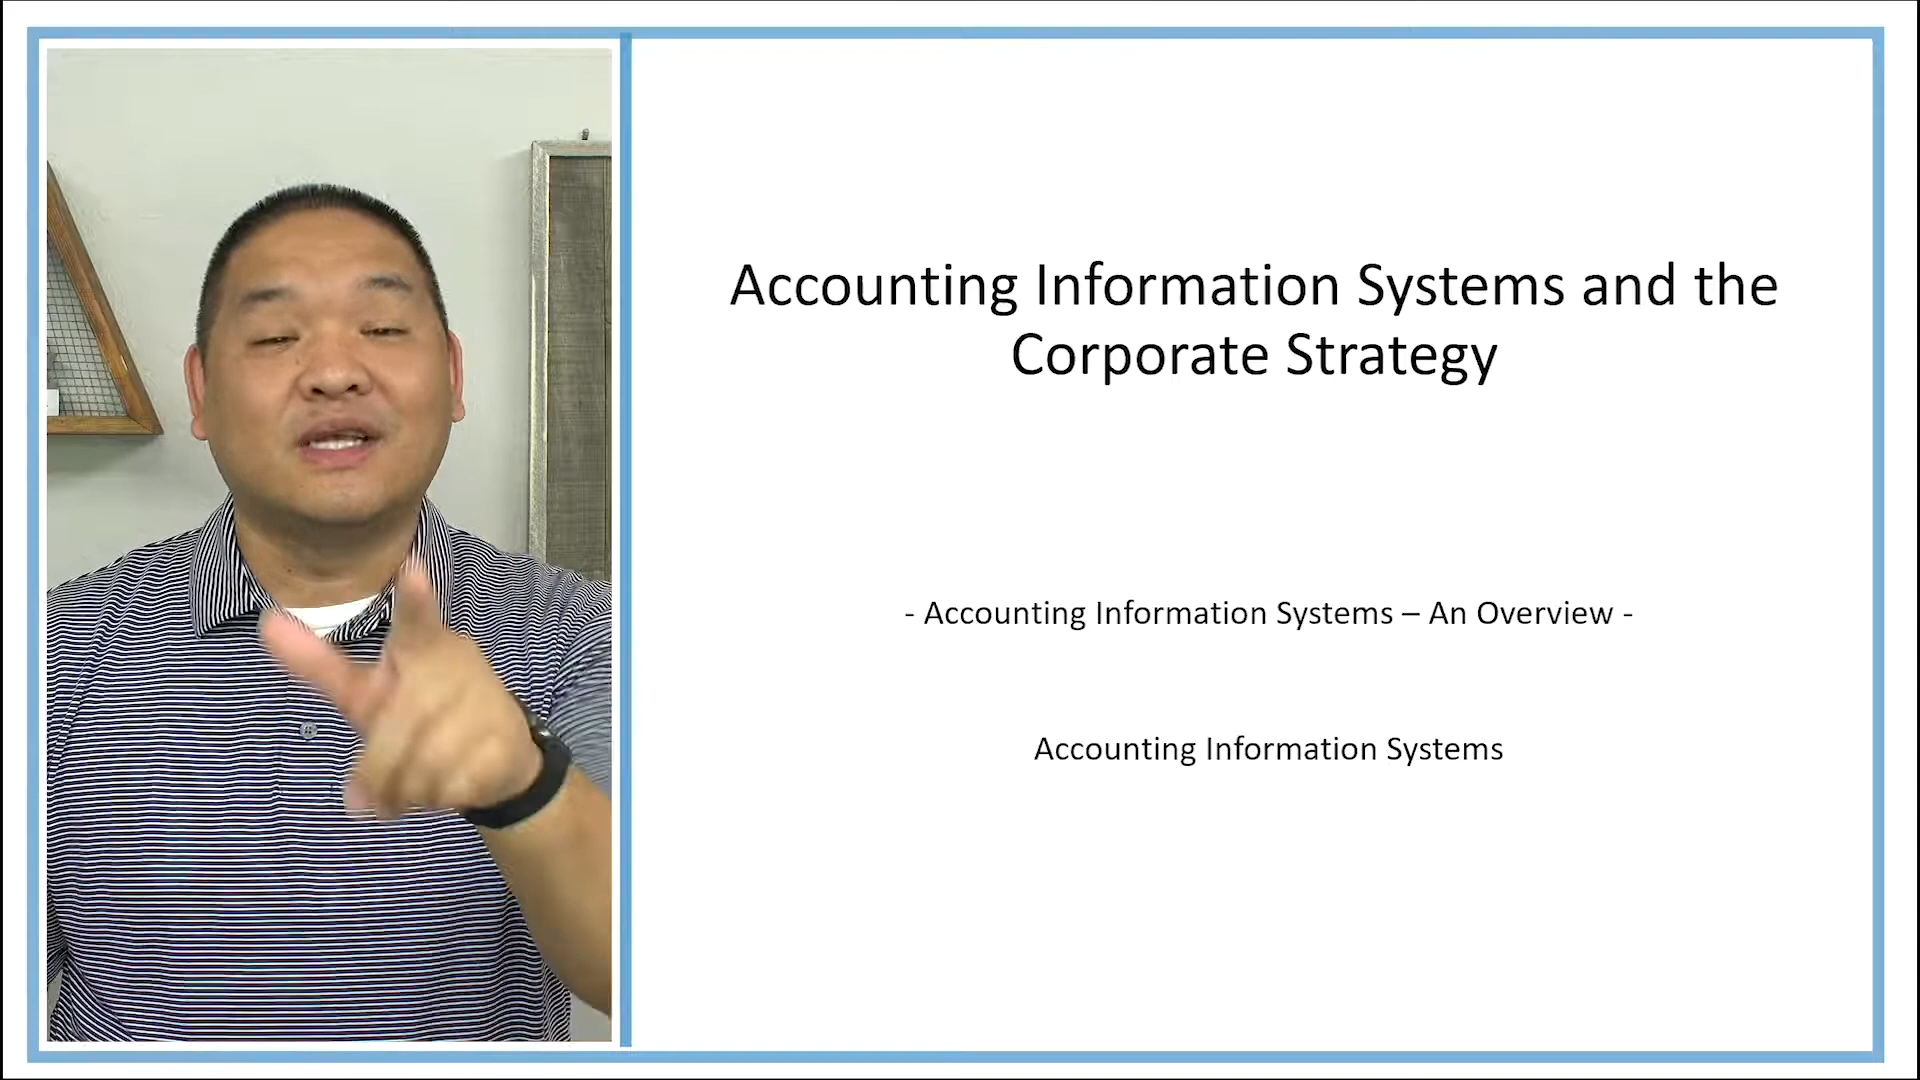 Accounting Information Systems and the
Corporate Strategy
- Accounting Information Systems – An Overview -
Accounting Information Systems